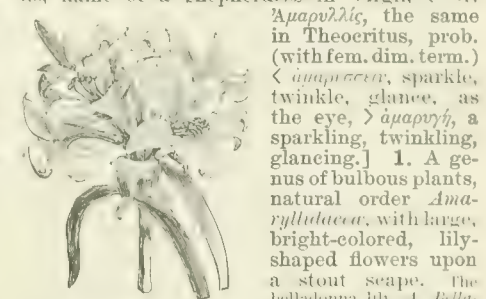 Ἀμαρυλλίς, the same
in Theocritus, prob.
(with fem. dim. term.)
< ἀμαρύσσειν, sparkle,
twinkle, glance, as
the eye, > ἀμαρυγή, a
sparkling, twinkling,
glancing.] 1. A ge-
nus of bulbous plants,
natural order Ama-
ryllidaceæ, with large,
bright-colored, lily-
shaped flowers upon
a stout scape. The